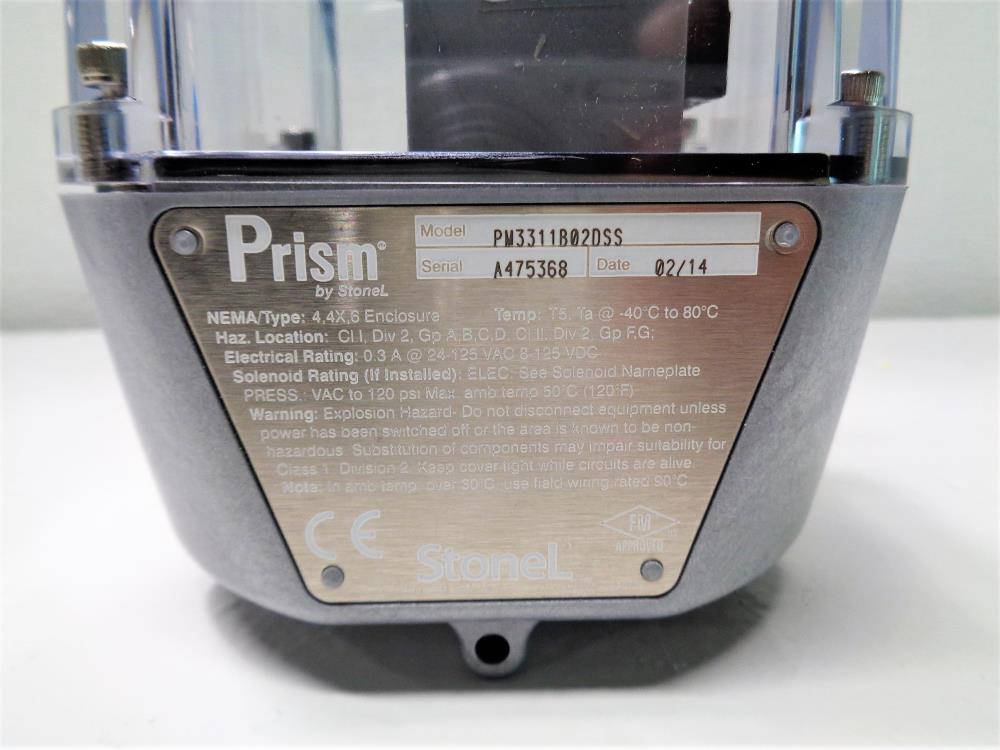 Prism®
by StoneL
Model PM3311B02DSS
Serial A475368 Date 02/14
NEMA/Type: 4,4X,6 Enclosure Temp: T5, Ta @ -40°C to 80°C
Haz. Location: Cl I, Div 2, Gp A,B,C,D. Cl II, Div 2, Gp F,G;
Electrical Rating: 0.3 A @ 24-125 VAC 8-125 VDC
Solenoid Rating (If Installed): ELEC: See Solenoid Nameplate
PRESS.: VAC to 120 psi Max. amb temp 50°C (120°F)
Warning: Explosion Hazard- Do not disconnect equipment unless
power has been switched off or the area is known to be non-
hazardous. Substitution of components may impair suitability for
Class 1, Division 2. Keep cover tight while circuits are alive.
Note: In amb temp. over 30°C, use field wiring rated 90°C
CE
FM
APPROVED
StoneL